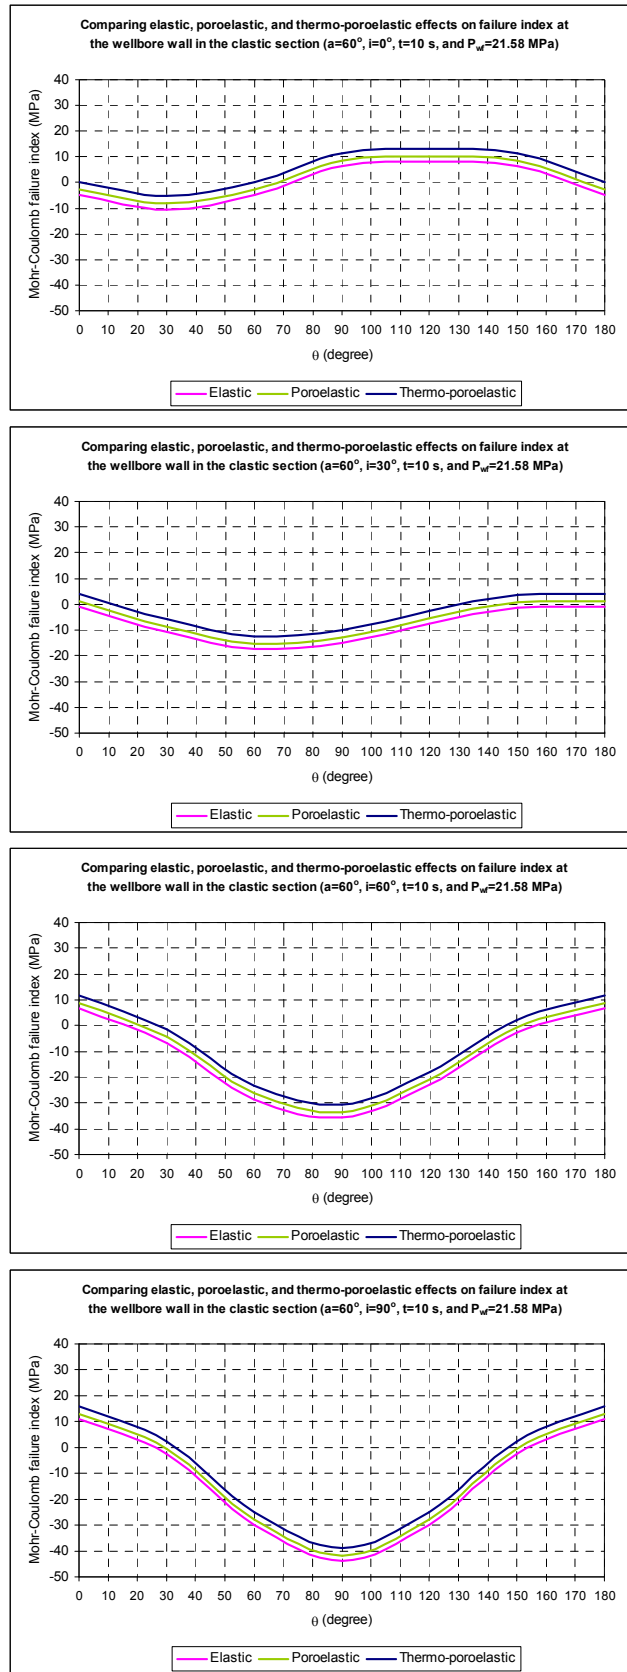 Comparing elastic, poroelastic, and thermo-poroelastic effects on failure index at
the wellbore wall in the clastic section (a=60°, i=0°, t=10 s, and Pwf=21.58 MPa)
Mohr-Coulomb failure index (MPa)
40
30
20
10
0
-10
-20
-30
-40
-50
0 10 20 30 40 50 60 70 80 90 100 110 120 130 140 150 160 170 180
θ (degree)
Elastic Poroelastic Thermo-poroelastic
Comparing elastic, poroelastic, and thermo-poroelastic effects on failure index at
the wellbore wall in the clastic section (a=60°, i=30°, t=10 s, and Pwf=21.58 MPa)
Mohr-Coulomb failure index (MPa)
40
30
20
10
0
-10
-20
-30
-40
-50
0 10 20 30 40 50 60 70 80 90 100 110 120 130 140 150 160 170 180
θ (degree)
Elastic Poroelastic Thermo-poroelastic
Comparing elastic, poroelastic, and thermo-poroelastic effects on failure index at
the wellbore wall in the clastic section (a=60°, i=60°, t=10 s, and Pwf=21.58 MPa)
Mohr-Coulomb failure index (MPa)
40
30
20
10
0
-10
-20
-30
-40
-50
0 10 20 30 40 50 60 70 80 90 100 110 120 130 140 150 160 170 180
θ (degree)
Elastic Poroelastic Thermo-poroelastic
Comparing elastic, poroelastic, and thermo-poroelastic effects on failure index at
the wellbore wall in the clastic section (a=60°, i=90°, t=10 s, and Pwf=21.58 MPa)
Mohr-Coulomb failure index (MPa)
40
30
20
10
0
-10
-20
-30
-40
-50
0 10 20 30 40 50 60 70 80 90 100 110 120 130 140 150 160 170 180
θ (degree)
Elastic Poroelastic Thermo-poroelastic